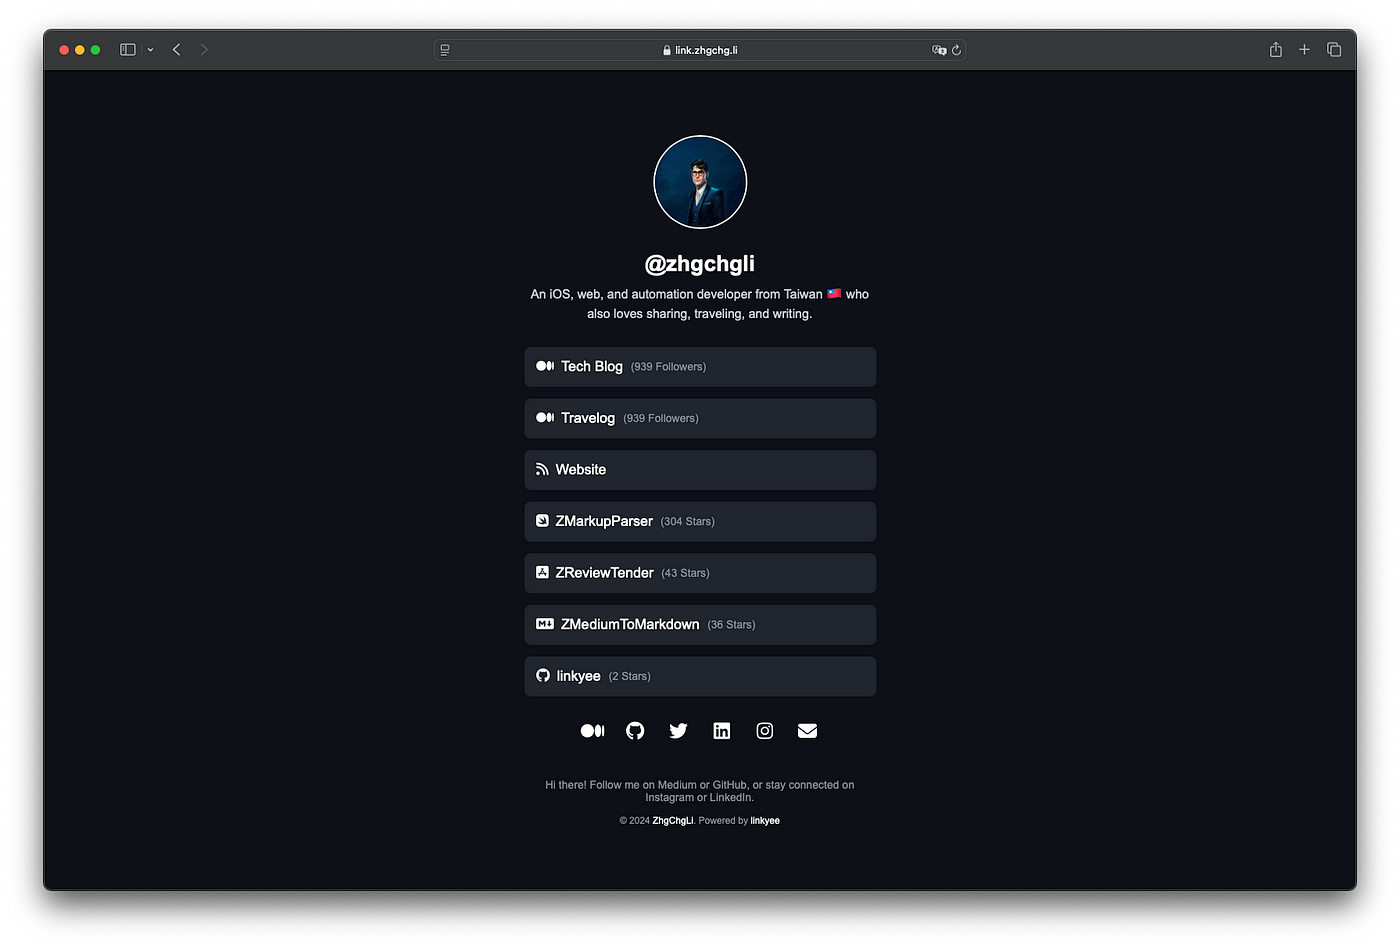 link.zhgchg.li
@zhgchgli
An iOS, web, and automation developer from Taiwan 🇹🇼 who
also loves sharing, traveling, and writing.
Tech Blog (939 Followers)
Travelog (939 Followers)
Website
ZMarkupParser (304 Stars)
ZReviewTender (43 Stars)
ZMediumToMarkdown (36 Stars)
linkyee (2 Stars)
Hi there! Follow me on Medium or GitHub, or stay connected on
Instagram or LinkedIn.
© 2024 ZhgChgLi. Powered by linkyee